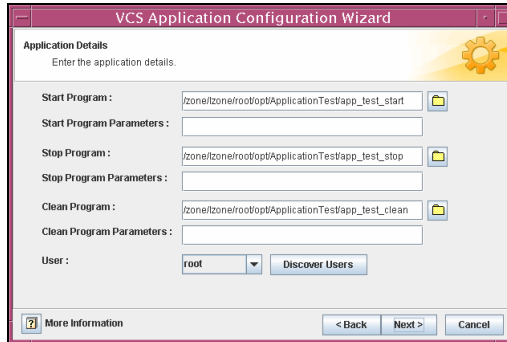 VCS Application Configuration Wizard
Application Details
Enter the application details.
Start Program :
/zone/lzone/root/opt/ApplicationTest/app_test_start
Start Program Parameters :
Stop Program :
/zone/lzone/root/opt/ApplicationTest/app_test_stop
Stop Program Parameters :
Clean Program :
/zone/lzone/root/opt/ApplicationTest/app_test_clean
Clean Program Parameters :
User :
root
Discover Users
? More Information
< Back
Next >
Cancel